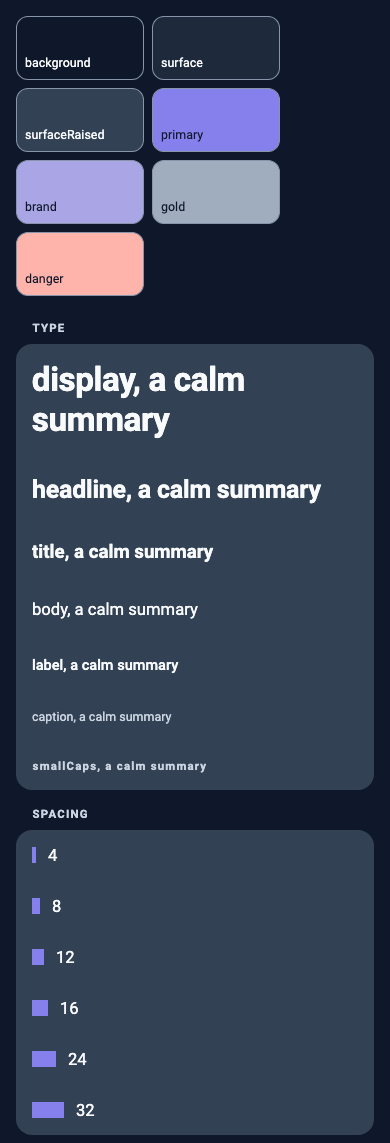 background
surface
surfaceRaised
primary
brand
gold
danger
TYPE
display, a calm
summary
headline, a calm summary
title, a calm summary
body, a calm summary
label, a calm summary
caption, a calm summary
smallCaps, a calm summary
SPACING
4
8
12
16
24
32